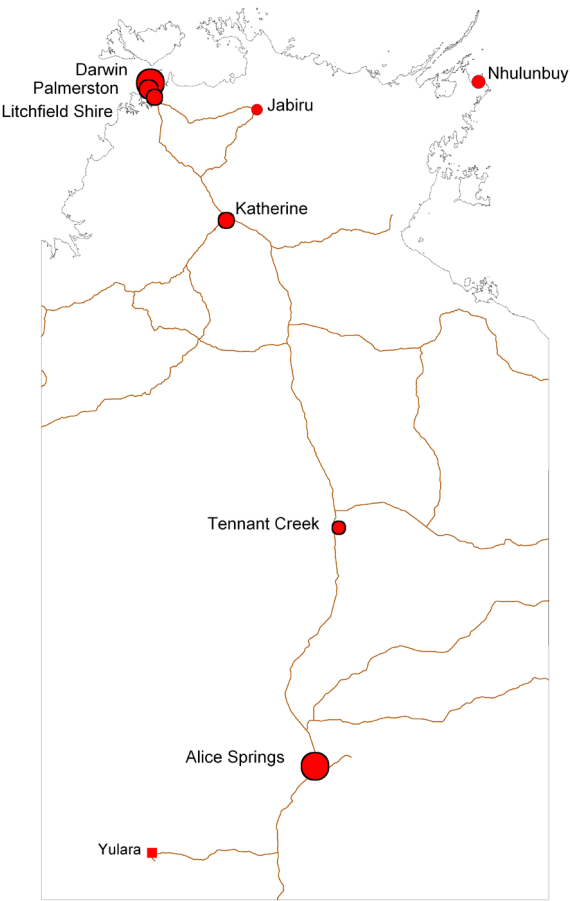 Darwin
Nhulunbuy
Palmerston
Jabiru
Litchfield Shire
Katherine
Tennant Creek
Alice Springs
Yulara